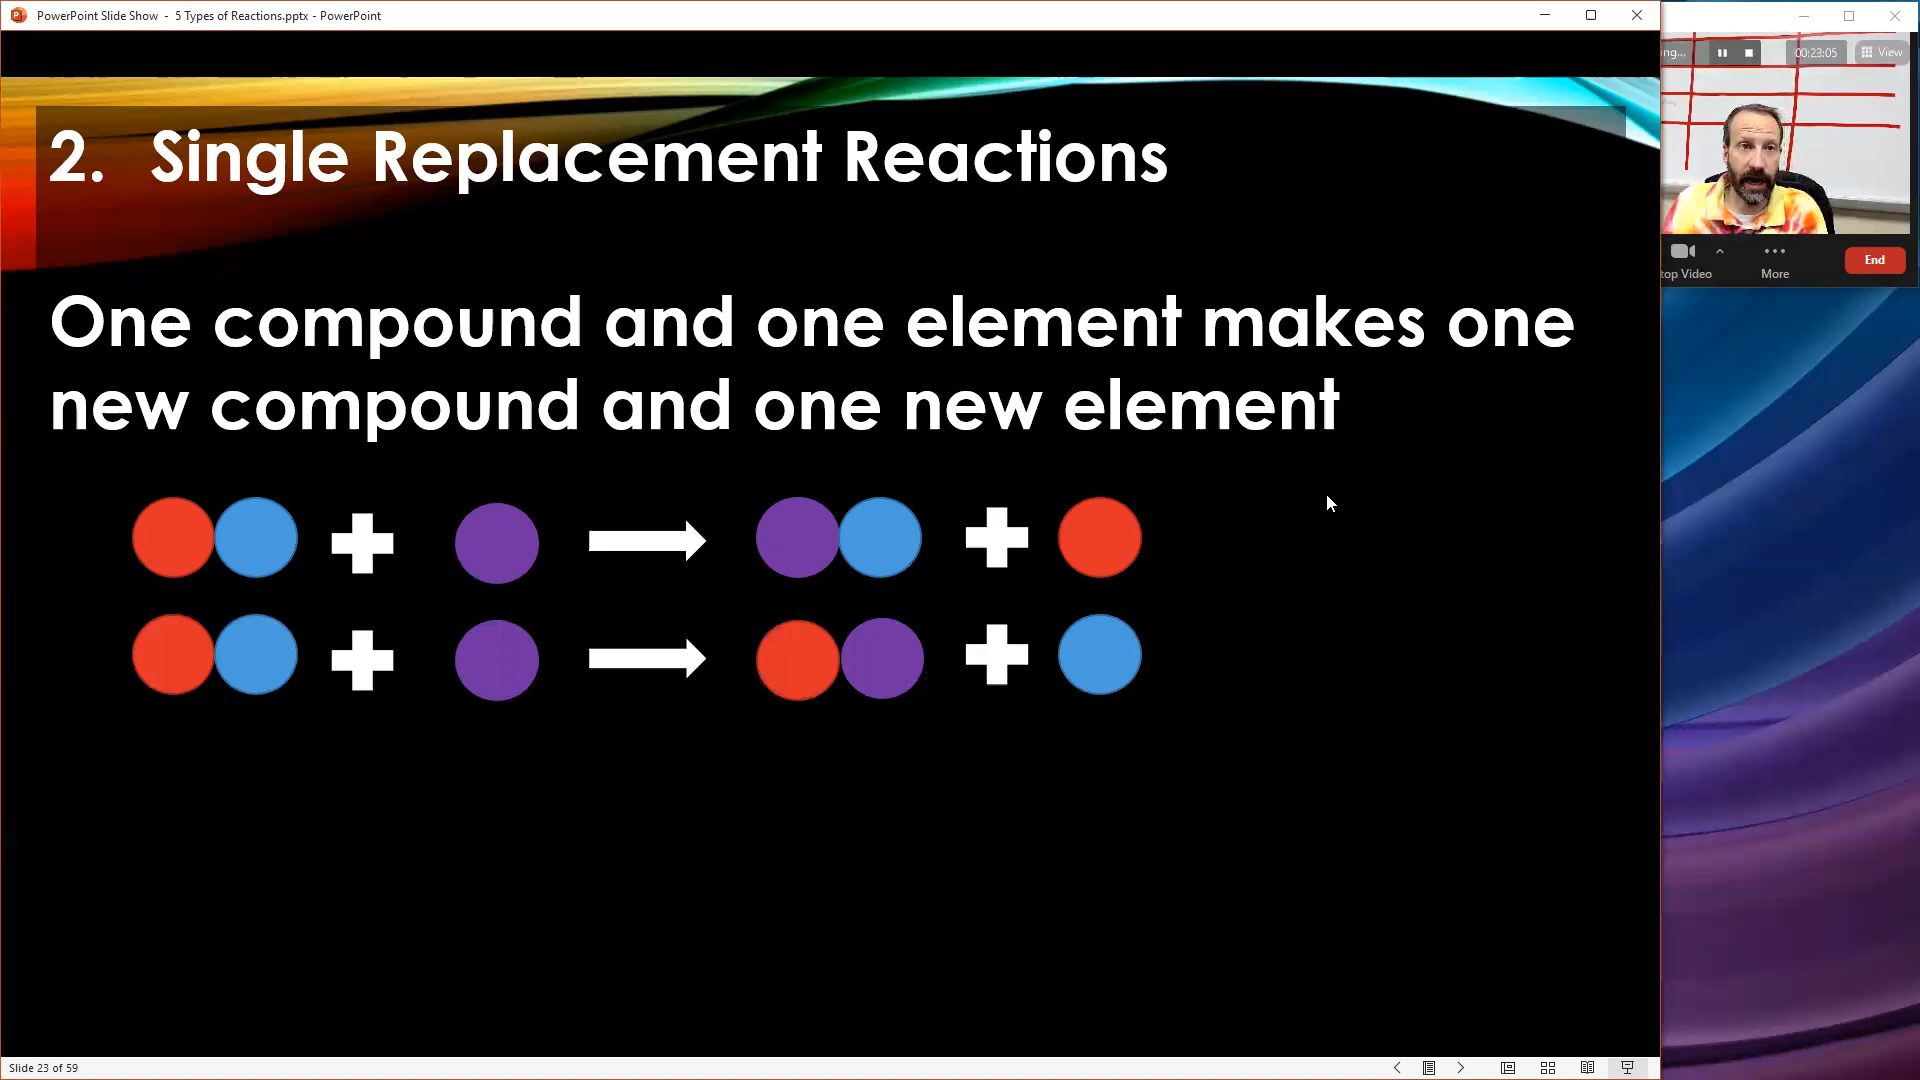 PowerPoint Slide Show - 5 Types of Reactions.pptx - PowerPoint
ng...
00:23:05
View
2. Single Replacement Reactions
top Video
More
End
One compound and one element makes one
new compound and one new element
Slide 23 of 59